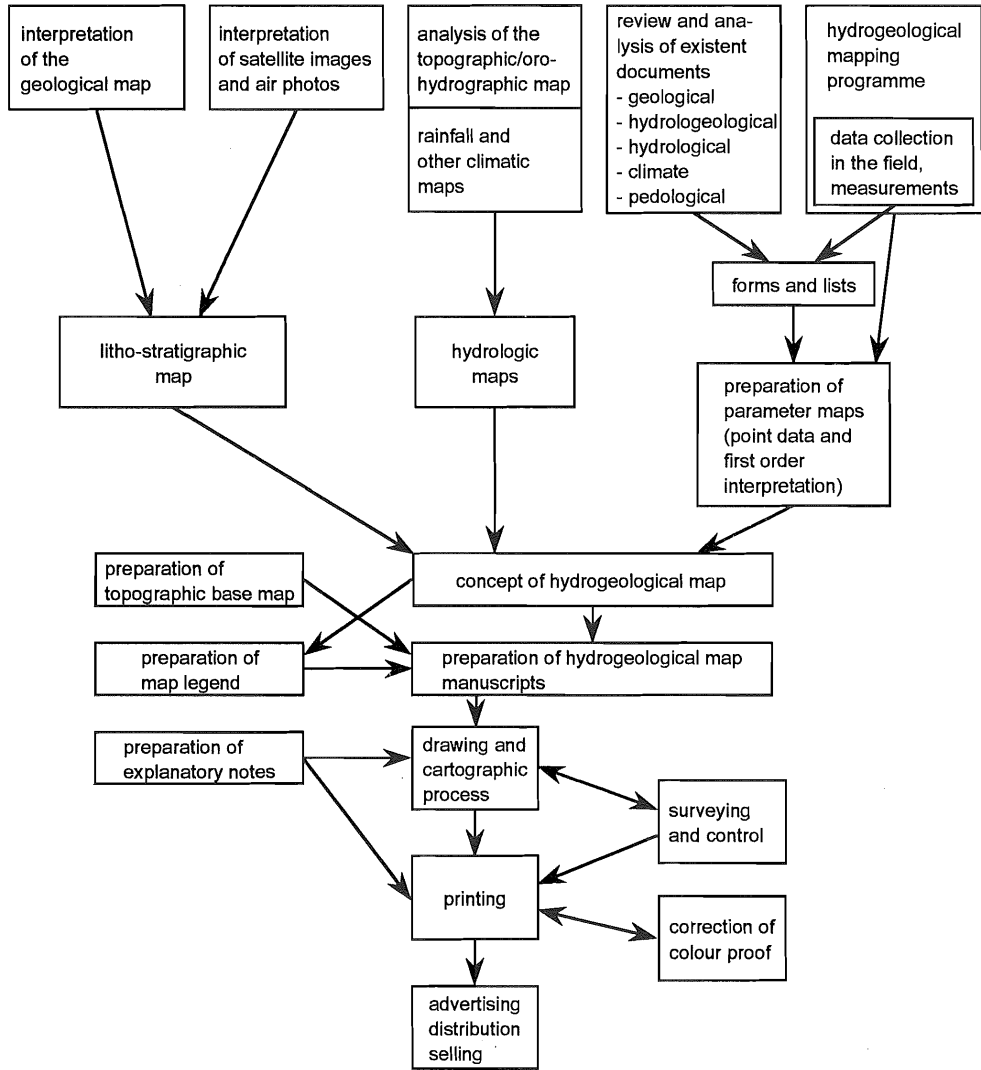 interpretation
of the
geological map
interpretation
of satellite images
and air photos
analysis of the
topographic/oro-
hydrographic map
rainfall and
other climatic
maps
review and ana-
lysis of existent
documents
- geological
- hydrologeological
- hydrological
- climate
- pedological
hydrogeological
mapping
programme
data collection
in the field,
measurements
forms and lists
litho-stratigraphic
map
hydrologic
maps
preparation of
parameter maps
(point data and
first order
interpretation)
preparation of
topographic base map
concept of hydrogeological map
preparation of
map legend
preparation of hydrogeological map
manuscripts
preparation of
explanatory notes
drawing and
cartographic
process
surveying
and control
printing
correction of
colour proof
advertising
distribution
selling